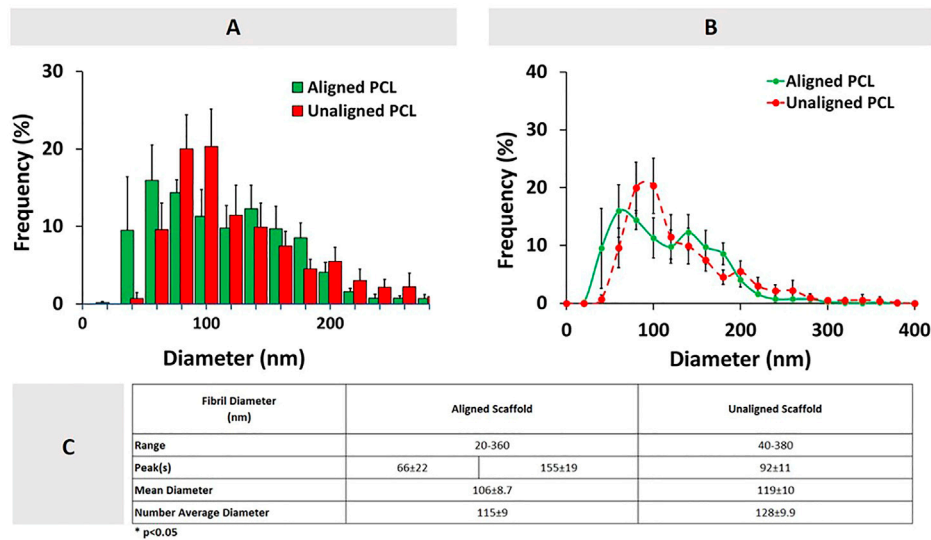 A
B
30
20
10
0
Frequency (%)
Aligned PCL
Unaligned PCL
0 100 200
Diameter (nm)
40
30
20
10
0
Frequency (%)
Aligned PCL
Unaligned PCL
0 100 200 300 400
Diameter (nm)
C
Fibril Diameter
(nm) Aligned Scaffold Unaligned Scaffold
Range 20-360 40-380
Peak(s) 66±22 155±19 92±11
Mean Diameter 106±8.7 119±10
Number Average Diameter 115±9 128±9.9
* p<0.05